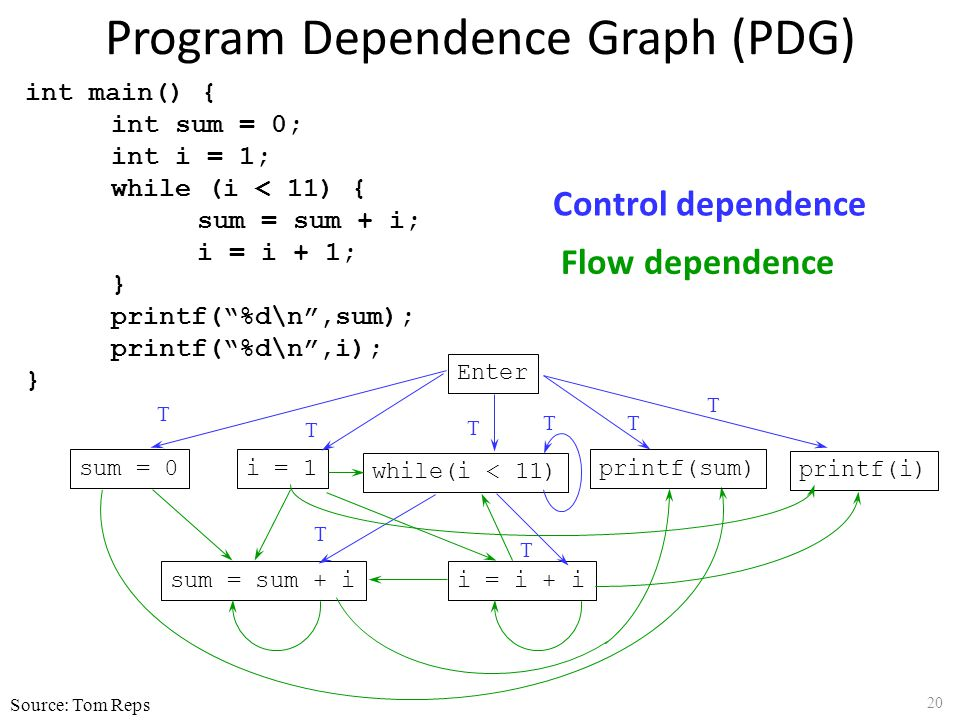 Program Dependence Graph (PDG)
int main() {
int sum = 0;
int i = 1;
while (i < 11) {
sum = sum + i;
i = i + 1;
}
printf(“%d\n”,sum);
printf(“%d\n”,i);
}
Control dependence
Flow dependence
Enter
T
T
T
T
T
T
sum = 0
i = 1
while(i < 11)
printf(sum)
printf(i)
T
T
sum = sum + i
i = i + i
Source: Tom Reps
20